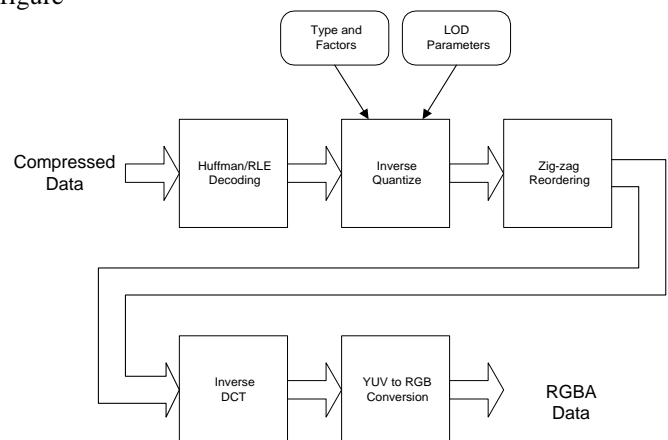 figure
Type and
Factors
LOD
Parameters
Compressed
Data
Huffman/RLE
Decoding
Inverse
Quantize
Zig-zag
Reordering
Inverse
DCT
YUV to RGB
Conversion
RGBA
Data